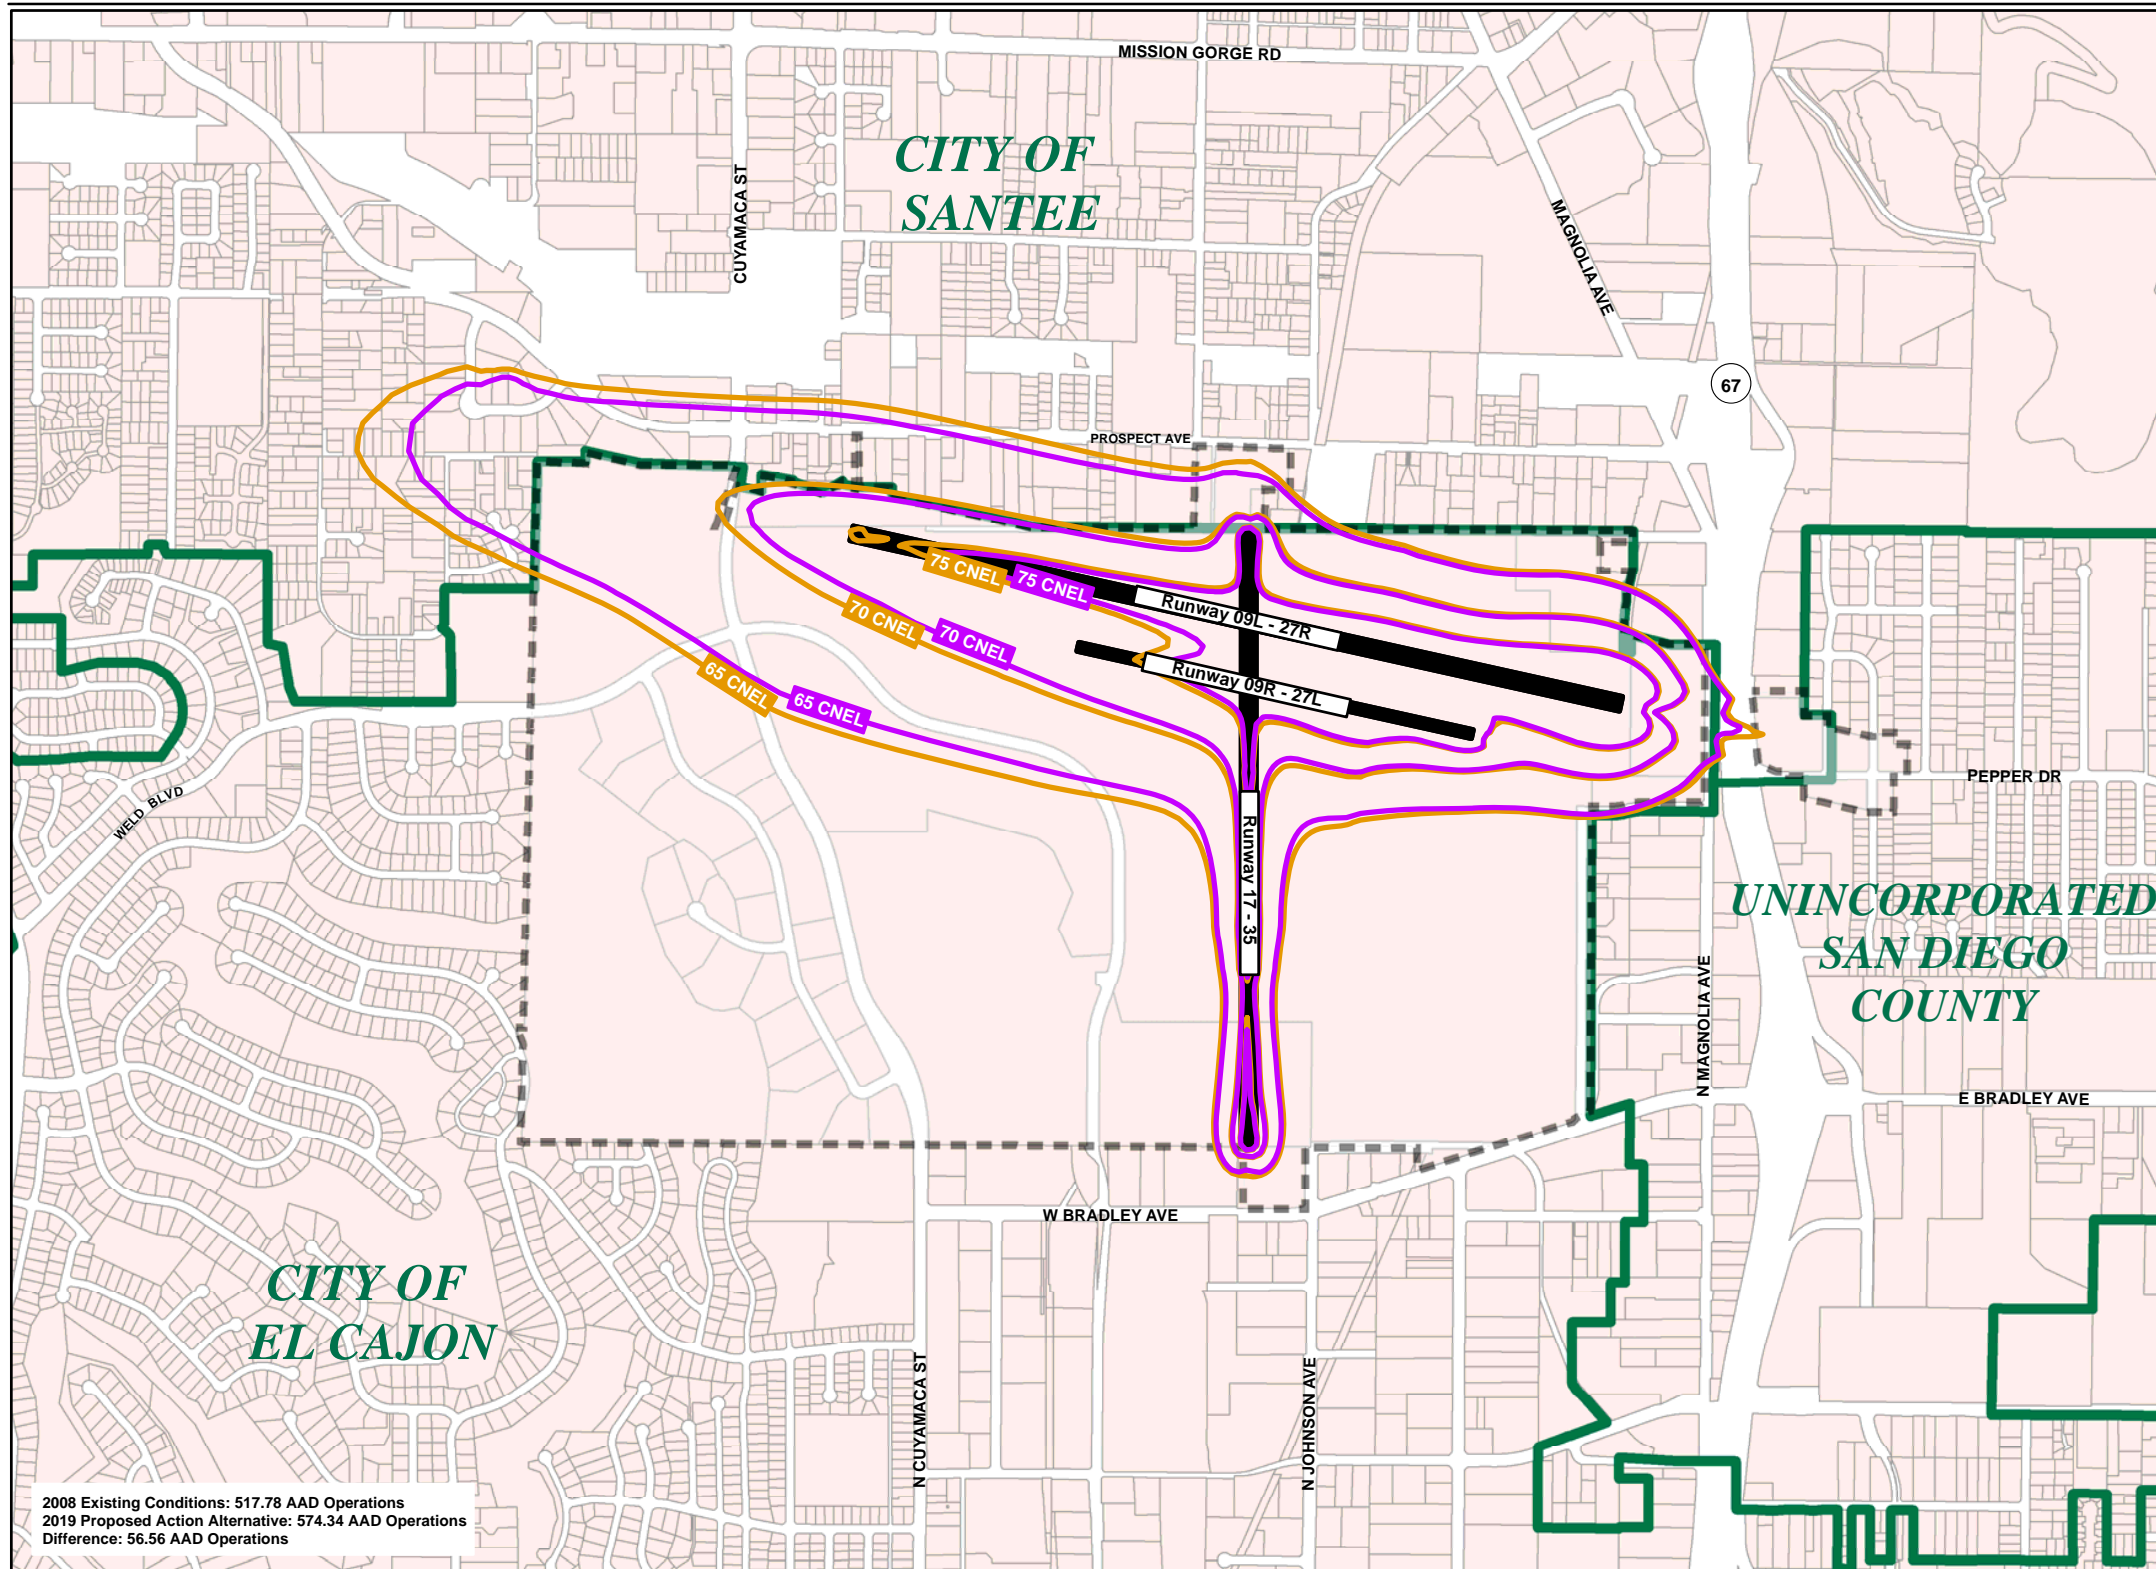 MISSION GORGE RD
CITY OF
SANTEE
CUYAMACA ST
MAGNOLIA AVE
67
PROSPECT AVE
75 CNEL
75 CNEL
Runway 09L - 27R
70 CNEL
70 CNEL
Runway 09R - 27L
65 CNEL
65 CNEL
WELD BLVD
PEPPER DR
Runway 17 - 35
UNINCORPORATED
SAN DIEGO
COUNTY
N MAGNOLIA AVE
E BRADLEY AVE
W BRADLEY AVE
CITY OF
EL CAJON
N CUYAMACA ST
N JOHNSON AVE
2008 Existing Conditions: 517.78 AAD Operations
2019 Proposed Action Alternative: 574.34 AAD Operations
Difference: 56.56 AAD Operations